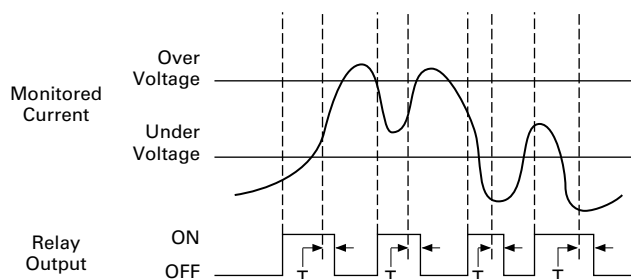 Over
Voltage
Monitored
Current
Under
Voltage
Relay
Output
ON
OFF
T
T
T
T